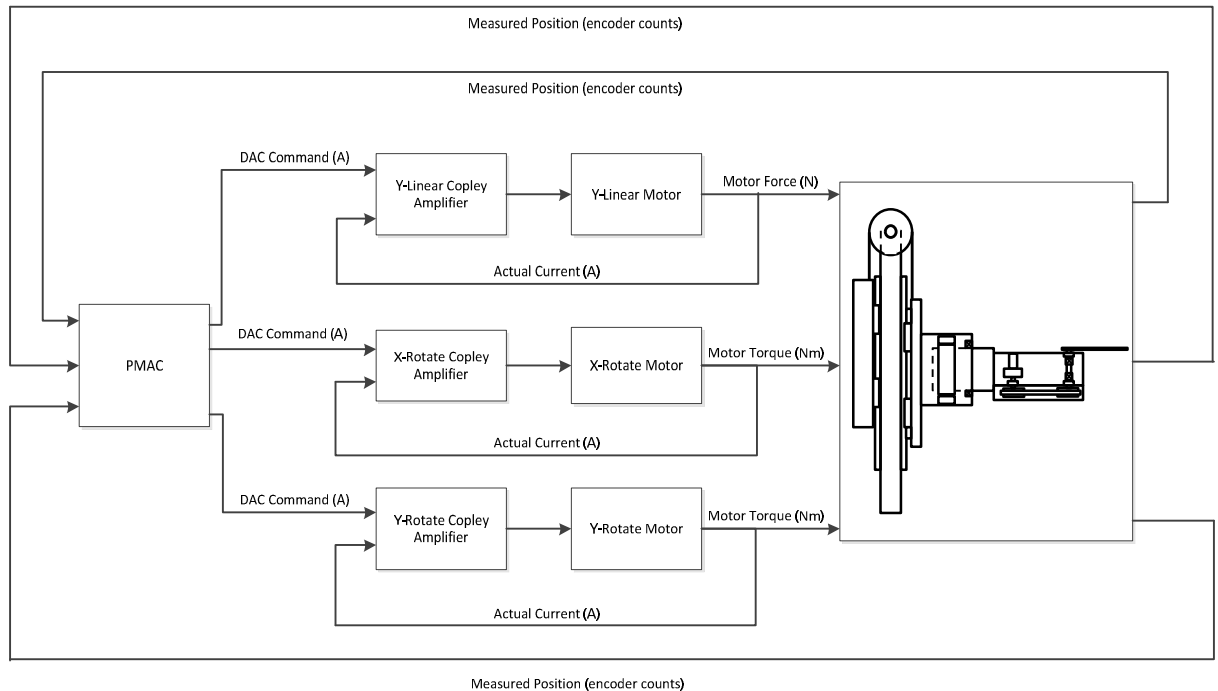 Measured Position (encoder counts)
Measured Position (encoder counts)
DAC Command (A)
Y-Linear Copley
Amplifier
Y-Linear Motor
Motor Force (N)
Actual Current (A)
PMAC
DAC Command (A)
X-Rotate Copley
Amplifier
X-Rotate Motor
Motor Torque (Nm)
Actual Current (A)
DAC Command (A)
Y-Rotate Copley
Amplifier
Y-Rotate Motor
Motor Torque (Nm)
Actual Current (A)
Measured Position (encoder counts)